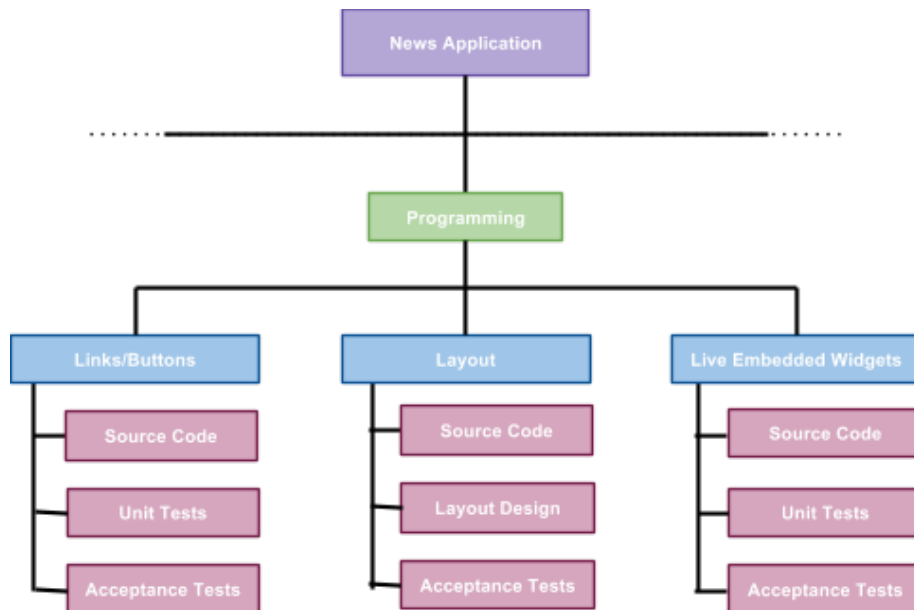 News Application
Programming
Links/Buttons
Layout
Live Embedded Widgets
Source Code
Source Code
Source Code
Unit Tests
Layout Design
Unit Tests
Acceptance Tests
Acceptance Tests
Acceptance Tests